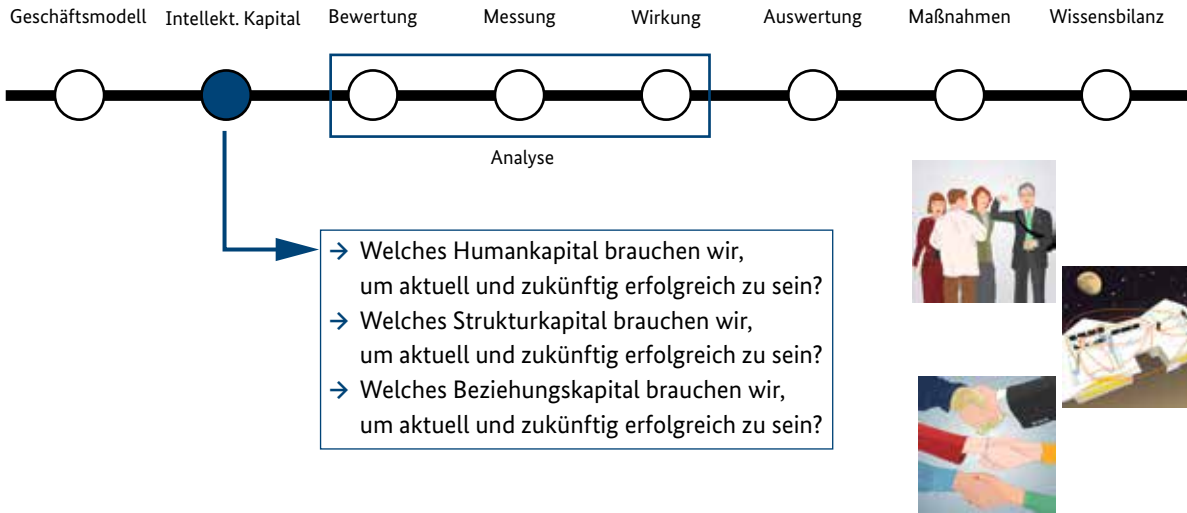 Geschäftsmodell Intellekt. Kapital Bewertung Messung Wirkung Auswertung Maßnahmen Wissensbilanz
Analyse
→ Welches Humankapital brauchen wir,
um aktuell und zukünftig erfolgreich zu sein?
→ Welches Strukturkapital brauchen wir,
um aktuell und zukünftig erfolgreich zu sein?
→ Welches Beziehungskapital brauchen wir,
um aktuell und zukünftig erfolgreich zu sein?